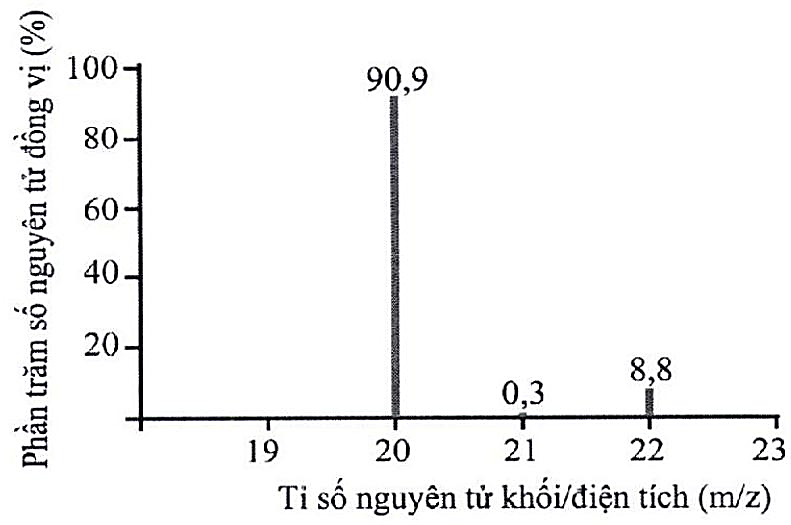 Phần trăm số nguyên tử đồng vị (%)
100
80
60
40
20
90,9
0,3
8,8
19 20 21 22 23
Tỉ số nguyên tử khối/điện tích (m/z)